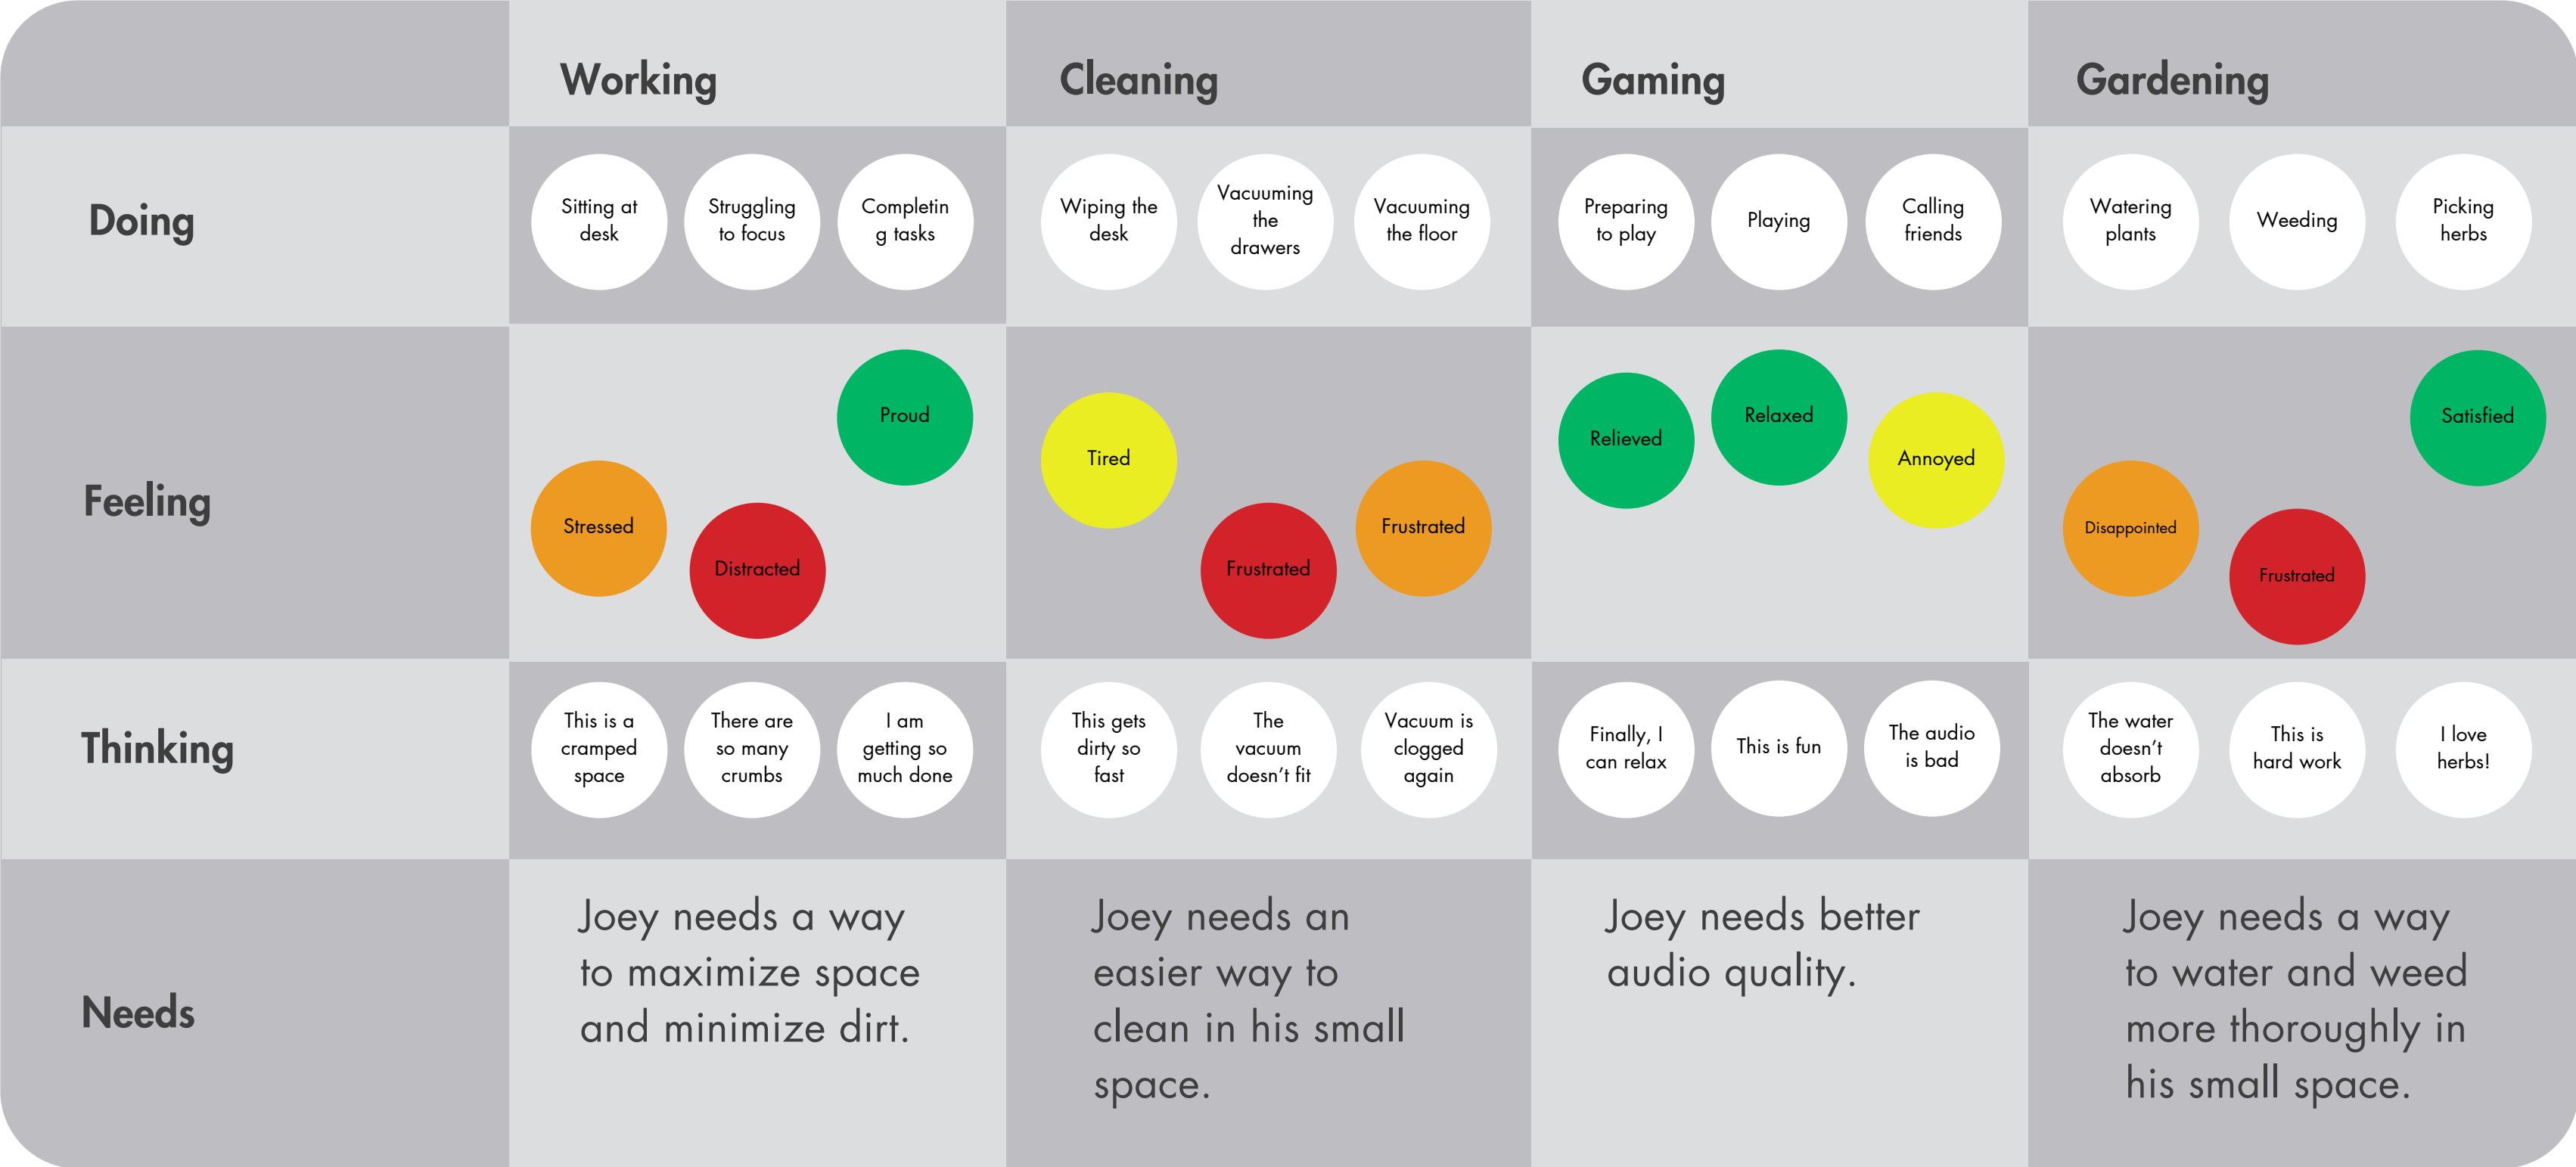 Working
Cleaning
Gaming
Gardening
Doing
Sitting at
desk
Struggling
to focus
Completin
g tasks
Wiping the
desk
Vacuuming
the
drawers
Vacuuming
the floor
Preparing
to play
Playing
Calling
friends
Watering
plants
Weeding
Picking
herbs
Feeling
Stressed
Distracted
Proud
Tired
Frustrated
Frustrated
Relieved
Relaxed
Annoyed
Disappointed
Frustrated
Satisfied
Thinking
This is a
cramped
space
There are
so many
crumbs
I am
getting so
much done
This gets
dirty so
fast
The
vacuum
doesn't fit
Vacuum is
clogged
again
Finally, I
can relax
This is fun
The audio
is bad
The water
doesn't
absorb
This is
hard work
I love
herbs!
Needs
Joey needs a way
to maximize space
and minimize dirt.
Joey needs an
easier way to
clean in his small
space.
Joey needs better
audio quality.
Joey needs a way
to water and weed
more thoroughly in
his small space.